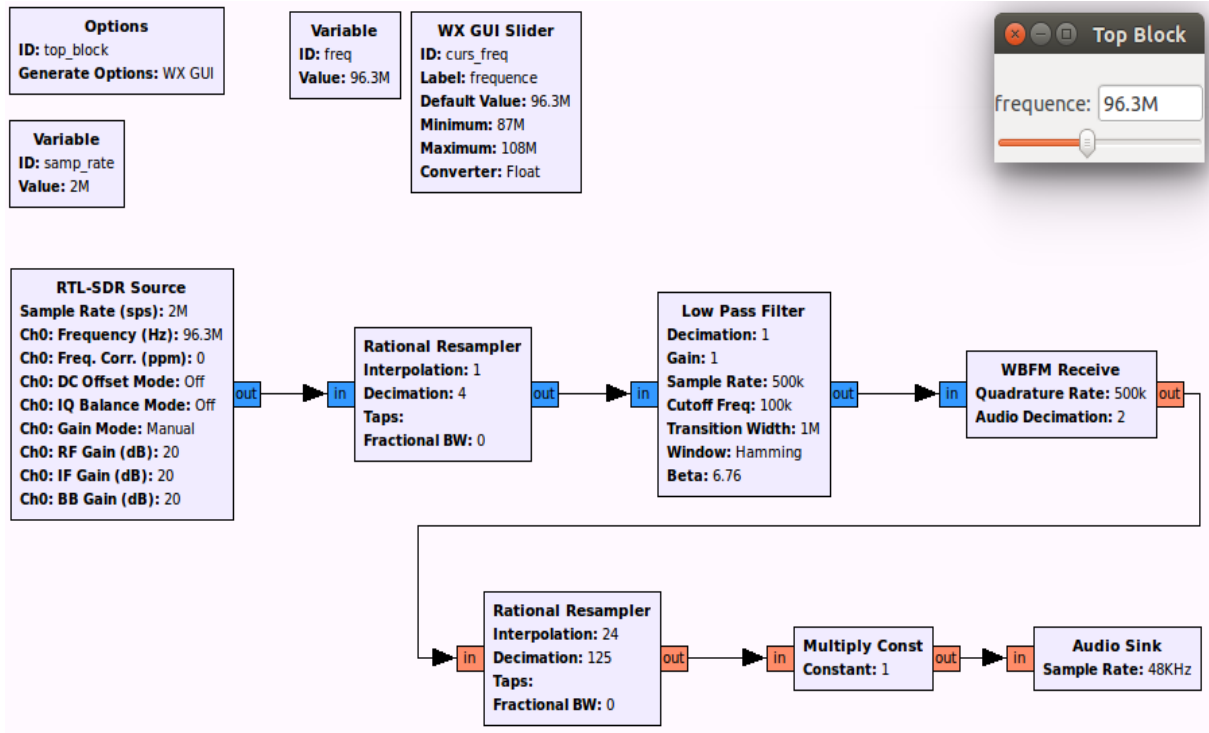 Options
ID: top_block
Generate Options: WX GUI
Variable
ID: freq
Value: 96.3M
WX GUI Slider
ID: curs_freq
Label: frequence
Default Value: 96.3M
Minimum: 87M
Maximum: 108M
Converter: Float
Top Block
frequence: 96.3M
Variable
ID: samp_rate
Value: 2M
RTL-SDR Source
Sample Rate (sps): 2M
Ch0: Frequency (Hz): 96.3M
Ch0: Freq. Corr. (ppm): 0
Ch0: DC Offset Mode: Off
Ch0: IQ Balance Mode: Off
Ch0: Gain Mode: Manual
Ch0: RF Gain (dB): 20
Ch0: IF Gain (dB): 20
Ch0: BB Gain (dB): 20
out
in
Rational Resampler
Interpolation: 1
Decimation: 4
Taps:
Fractional BW: 0
out
in
Low Pass Filter
Decimation: 1
Gain: 1
Sample Rate: 500k
Cutoff Freq: 100k
Transition Width: 1M
Window: Hamming
Beta: 6.76
out
in
WBFM Receive
Quadrature Rate: 500k
Audio Decimation: 2
out
in
Rational Resampler
Interpolation: 24
Decimation: 125
Taps:
Fractional BW: 0
out
in
Multiply Const
Constant: 1
out
in
Audio Sink
Sample Rate: 48KHz